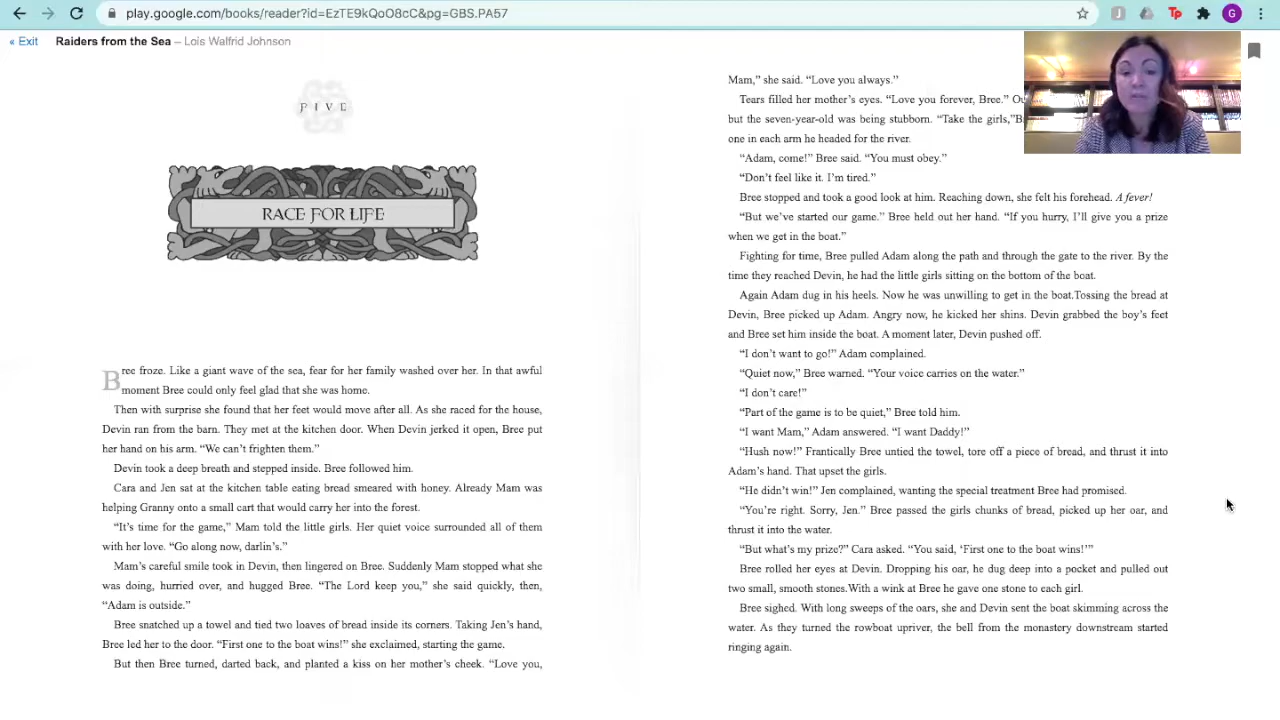 play.google.com/books/reader?id=EzTE9kQoO8cC&pg=GBS.PA57
« Exit Raiders from the Sea – Lois Walfrid Johnson
FIVE
RACE FOR LIFE
Bree froze. Like a giant wave of the sea, fear for her family washed over her. In that awful
moment Bree could only feel glad that she was home.
Then with surprise she found that her feet would move after all. As she raced for the house,
Devin ran from the barn. They met at the kitchen door. When Devin jerked it open, Bree put
her hand on his arm. “We can’t frighten them.”
Devin took a deep breath and stepped inside. Bree followed him.
Cara and Jen sat at the kitchen table eating bread smeared with honey. Already Mam was
helping Granny onto a small cart that would carry her into the forest.
“It’s time for the game,” Mam told the little girls. Her quiet voice surrounded all of them
with her love. “Go along now, darlin’s.”
Mam’s careful smile took in Devin, then lingered on Bree. Suddenly Mam stopped what she
was doing, hurried over, and hugged Bree. “The Lord keep you,” she said quickly, then,
“Adam is outside.”
Bree snatched up a towel and tied two loaves of bread inside its corners. Taking Jen’s hand,
Bree led her to the door. “First one to the boat wins!” she exclaimed, starting the game.
But then Bree turned, darted back, and planted a kiss on her mother’s cheek. “Love you,
Mam,” she said. “Love you always.”
Tears filled her mother’s eyes. “Love you forever, Bree.”
but the seven-year-old was being stubborn. “Take the girls,”
one in each arm he headed for the river.
“Adam, come!” Bree said. “You must obey.”
“Don’t feel like it. I’m tired.”
Bree stopped and took a good look at him. Reaching down, she felt his forehead. A fever!
“But we’ve started our game.” Bree held out her hand. “If you hurry, I’ll give you a prize
when we get in the boat.”
Fighting for time, Bree pulled Adam along the path and through the gate to the river. By the
time they reached Devin, he had the little girls sitting on the bottom of the boat.
Again Adam dug in his heels. Now he was unwilling to get in the boat.Tossing the bread at
Devin, Bree picked up Adam. Angry now, he kicked her shins. Devin grabbed the boy’s feet
and Bree set him inside the boat. A moment later, Devin pushed off.
“I don’t want to go!” Adam complained.
“Quiet now,” Bree warned. “Your voice carries on the water.”
“I don’t care!”
“Part of the game is to be quiet,” Bree told him.
“I want Mam,” Adam answered. “I want Daddy!”
“Hush now!” Frantically Bree untied the towel, tore off a piece of bread, and thrust it into
Adam’s hand. That upset the girls.
“He didn’t win!” Jen complained, wanting the special treatment Bree had promised.
“You’re right. Sorry, Jen.” Bree passed the girls chunks of bread, picked up her oar, and
thrust it into the water.
“But what’s my prize?” Cara asked. “You said, ‘First one to the boat wins!’”
Bree rolled her eyes at Devin. Dropping his oar, he dug deep into a pocket and pulled out
two small, smooth stones.With a wink at Bree he gave one stone to each girl.
Bree sighed. With long sweeps of the oars, she and Devin sent the boat skimming across the
water. As they turned the rowboat upriver, the bell from the monastery downstream started
ringing again.